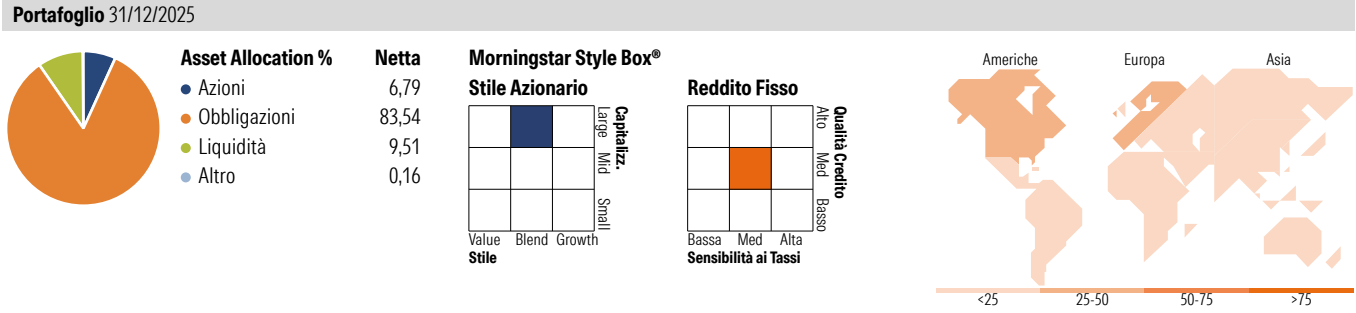 Portafoglio 31/12/2025
Asset Allocation % Netta
Azioni 6,79
Obbligazioni 83,54
Liquidità 9,51
Altro 0,16
Morningstar Style Box®
Stile Azionario
Large
Mid
Small
Capitalizz.
Value Blend Growth
Stile
Reddito Fisso
Alto
Med
Basso
Qualità Credito
Bassa Med Alta
Sensibilità ai Tassi
Americhe Europa Asia
<25 25-50 50-75 >75